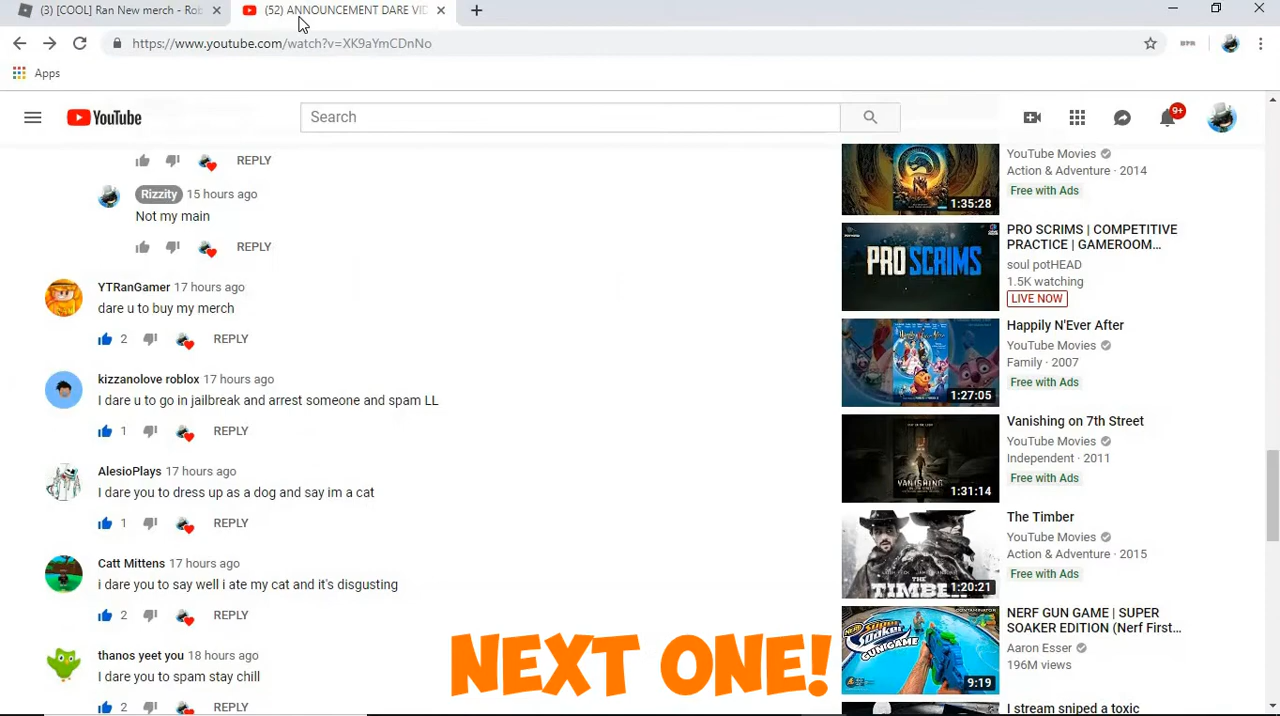 (3) [COOL] Ran New merch - Rob
(52) ANNOUNCEMENT DARE VID
https://www.youtube.com/watch?v=XK9aYmCDnNo
Apps
YouTube
Search
9+
REPLY
Rizzity 15 hours ago
Not my main
REPLY
YTRanGamer 17 hours ago
dare u to buy my merch
2 REPLY
kizzanolove roblox 17 hours ago
I dare u to go in jailbreak and arrest someone and spam LL
1 REPLY
AlesioPlays 17 hours ago
I dare you to dress up as a dog and say im a cat
1 REPLY
Catt Mittens 17 hours ago
i dare you to say yell i ate my cat and it's disgusting
2 REPLY
thanos yeet you 18 hours ago
I dare you to spam stay chill
2 REPLY
YouTube Movies
Action & Adventure · 2014
Free with Ads
1:35:28
PRO SCRIMS | COMPETITIVE
PRACTICE | GAMEROOM…
soul potHEAD
1.5K watching
LIVE NOW
PRO SCRIMS
Happily N'Ever After
YouTube Movies
Family · 2007
Free with Ads
1:27:05
Vanishing on 7th Street
YouTube Movies
Independent · 2011
Free with Ads
VANISHING
1:31:14
The Timber
YouTube Movies
Action & Adventure · 2015
Free with Ads
THE
TIMBER
1:20:21
NERF GUN GAME | SUPER
SOAKER EDITION (Nerf First…
Aaron Esser
196M views
NERF
SUPER
SOAKER
GUN GAME
9:19
I stream sniped a toxic
NEXT ONE!